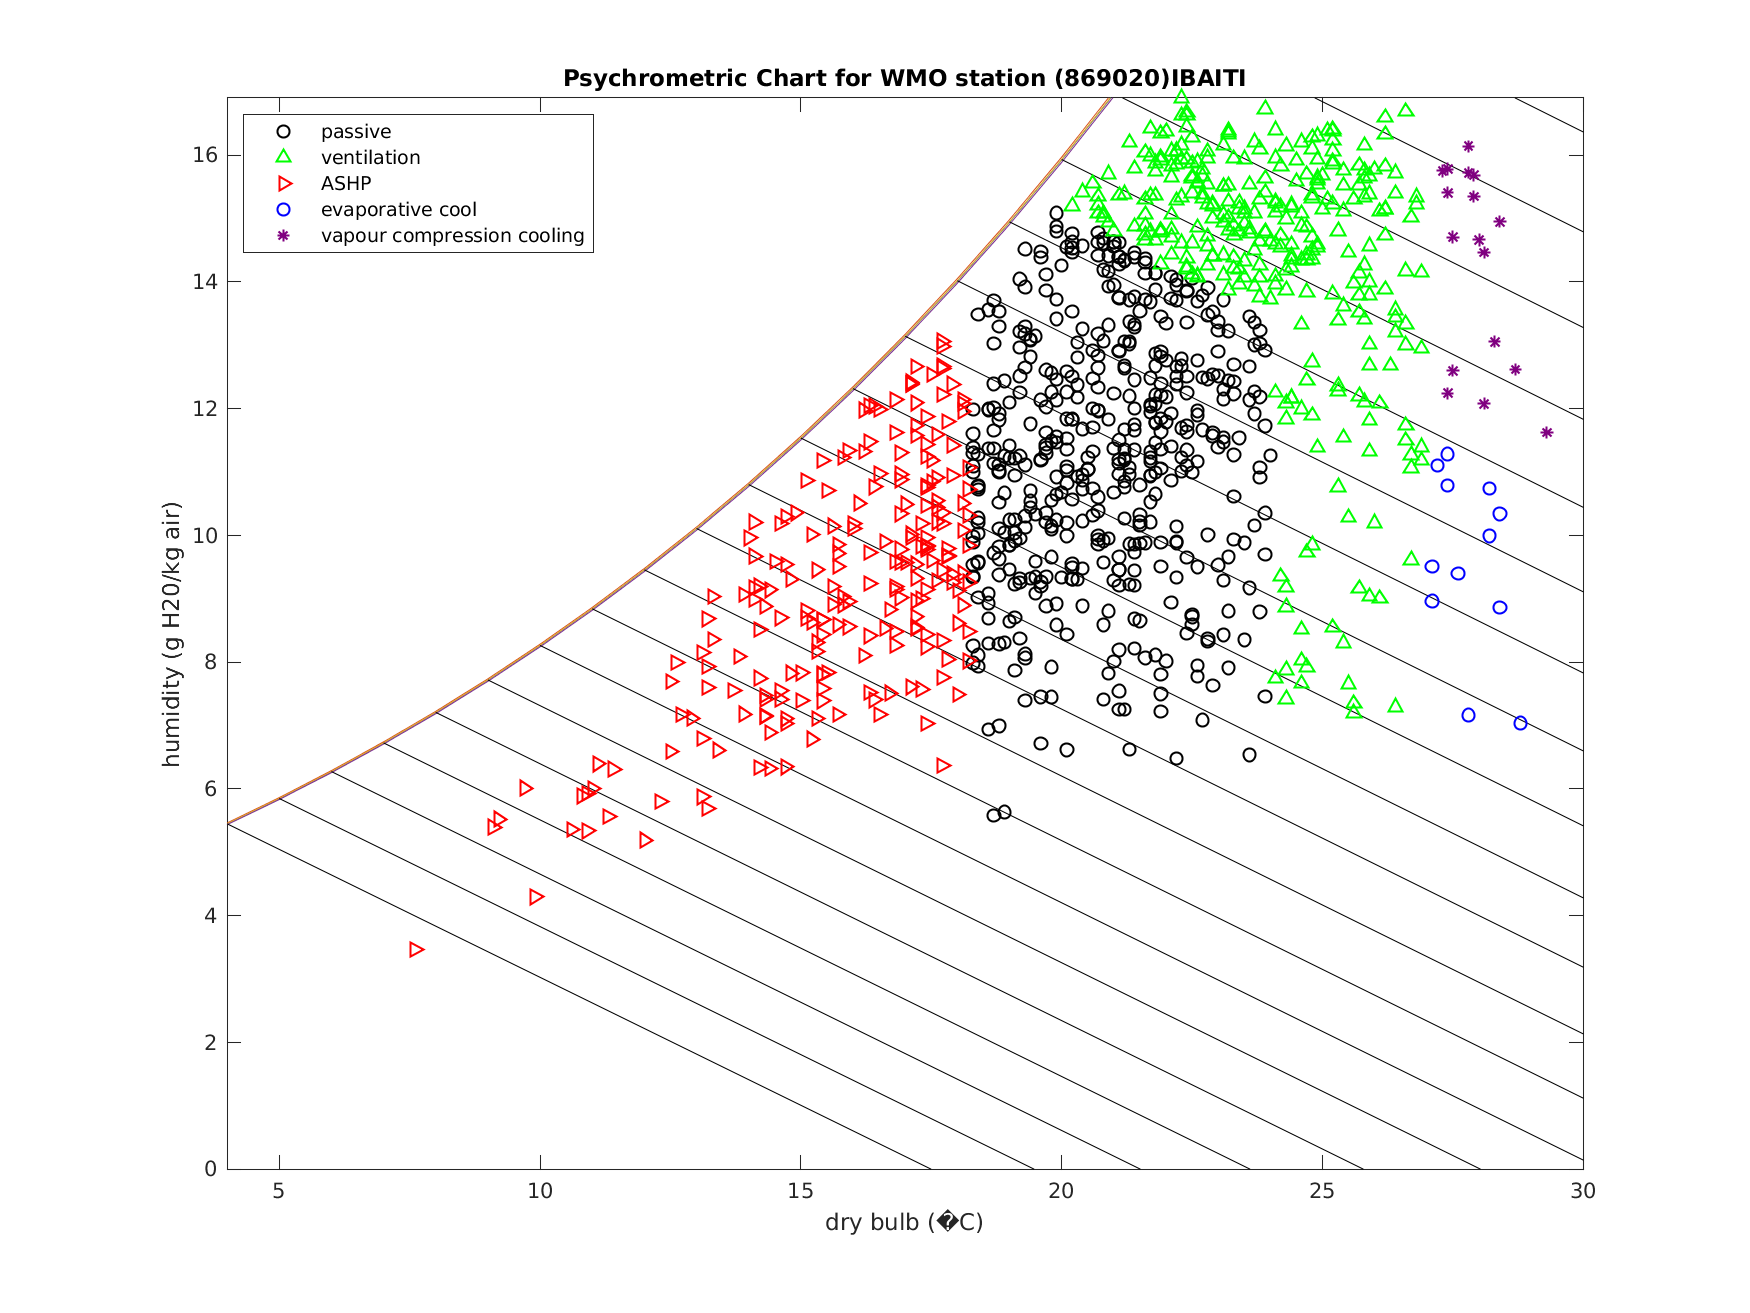 Psychrometric Chart for WMO station (869020)IBAITI
passive
ventilation
ASHP
evaporative cool
vapour compression cooling
humidity (g H20/kg air)
16
14
12
10
8
6
4
2
0
5 10 15 20 25 30
dry bulb (�C)